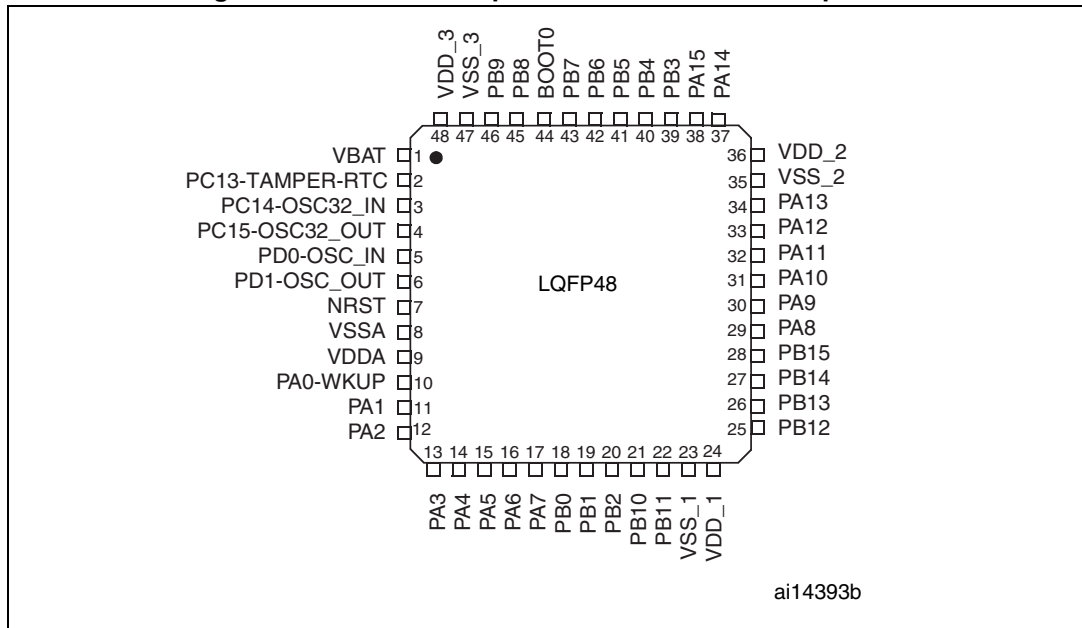 VDD_3
VSS_3
PB9
PB8
BOOT0
PB7
PB6
PB5
PB4
PB3
PA15
PA14
48 47 46 45 44 43 42 41 40 39 38 37
VBAT 1
PC13-TAMPER-RTC 2
PC14-OSC32_IN 3
PC15-OSC32_OUT 4
PD0-OSC_IN 5
PD1-OSC_OUT 6
NRST 7
VSSA 8
VDDA 9
PA0-WKUP 10
PA1 11
PA2 12
LQFP48
36 VDD_2
35 VSS_2
34 PA13
33 PA12
32 PA11
31 PA10
30 PA9
29 PA8
28 PB15
27 PB14
26 PB13
25 PB12
13 14 15 16 17 18 19 20 21 22 23 24
PA3
PA4
PA5
PA6
PA7
PB0
PB1
PB2
PB10
PB11
VSS_1
VDD_1
ai14393b